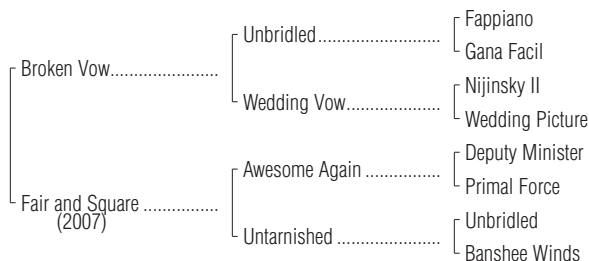 Fappiano
Unbridled
Gana Facil
Broken Vow
Nijinsky II
Wedding Vow
Wedding Picture
Deputy Minister
Awesome Again
Primal Force
Fair and Square
(2007)
Unbridled
Untarnished
Banshee Winds